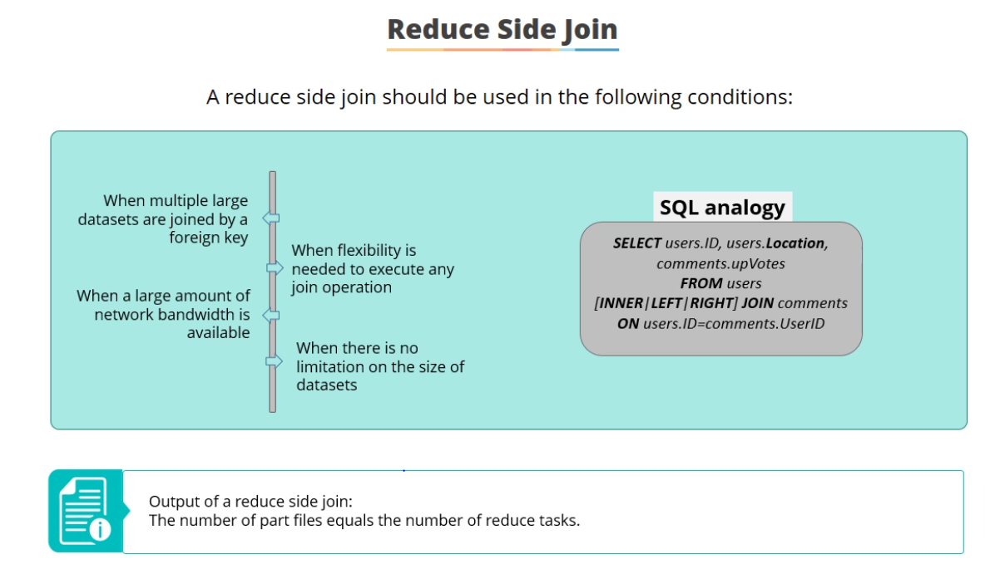 Reduce Side Join
A reduce side join should be used in the following conditions:
When multiple large
datasets are joined by a
foreign key
When flexibility is
needed to execute any
join operation
When a large amount of
network bandwidth is
available
When there is no
limitation on the size of
datasets
SQL analogy
SELECT users.ID, users.Location,
comments.upVotes
FROM users
[INNER|LEFT|RIGHT] JOIN comments
ON users.ID=comments.UserID
Output of a reduce side join:
The number of part files equals the number of reduce tasks.